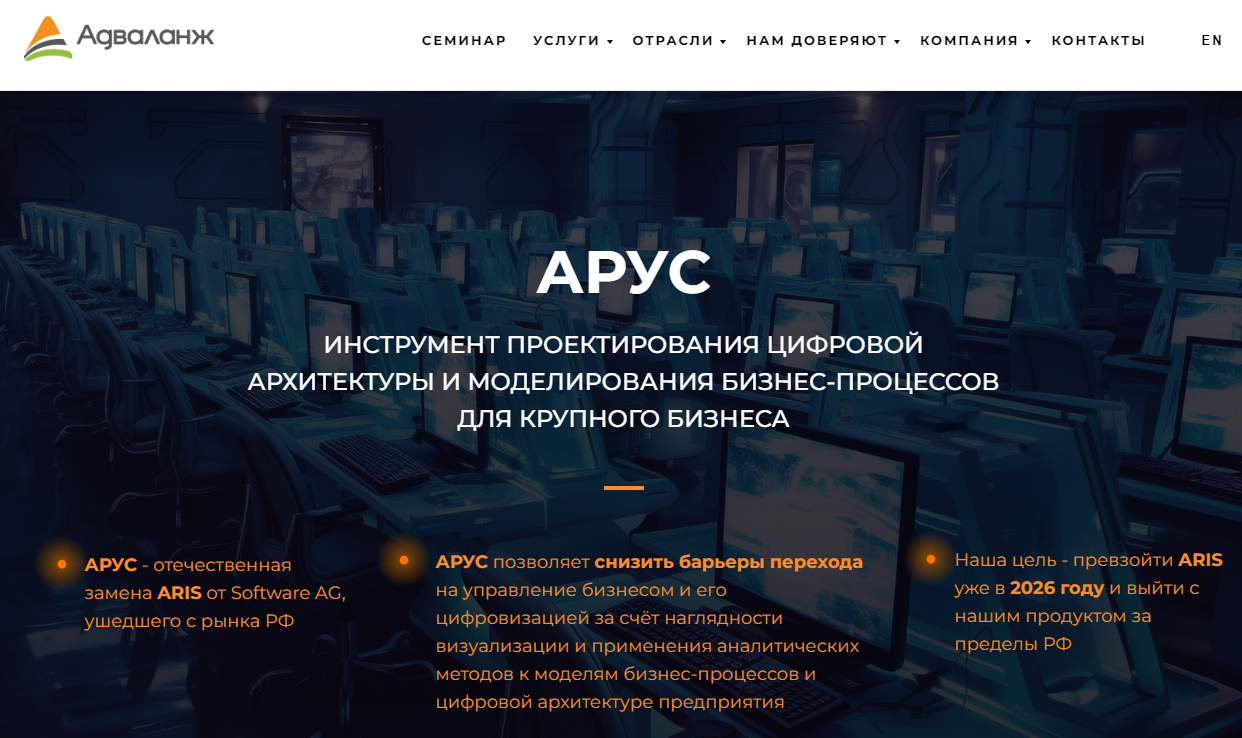 Адваланж
СЕМИНАР УСЛУГИ ОТРАСЛИ НАМ ДОВЕРЯЮТ КОМПАНИЯ КОНТАКТЫ EN
АРУС
ИНСТРУМЕНТ ПРОЕКТИРОВАНИЯ ЦИФРОВОЙ
АРХИТЕКТУРЫ И МОДЕЛИРОВАНИЯ БИЗНЕС-ПРОЦЕССОВ
ДЛЯ КРУПНОГО БИЗНЕСА
АРУС - отечественная
замена ARIS от Software AG,
ушедшего с рынка РФ
АРУС позволяет снизить барьеры перехода
на управление бизнесом и его
цифровизацией за счёт наглядности
визуализации и применения аналитических
методов к моделям бизнес-процессов и
цифровой архитектуре предприятия
Наша цель - превзойти ARIS
уже в 2026 году и выйти с
нашим продуктом за
пределы РФ